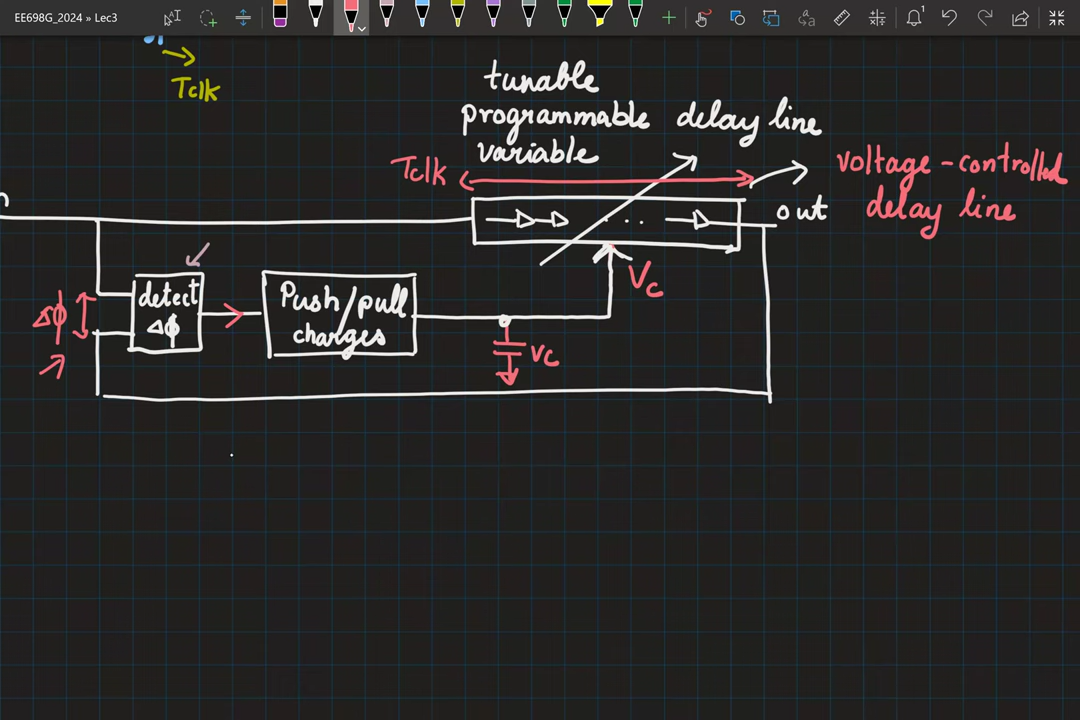 EE698G_2024 » Lec3
Tclk
tunable
programmable delay line
variable
Tclk
voltage-controlled
delay line
out
detect
Δϕ
Push/pull
charges
Δϕ
Vc
Vc